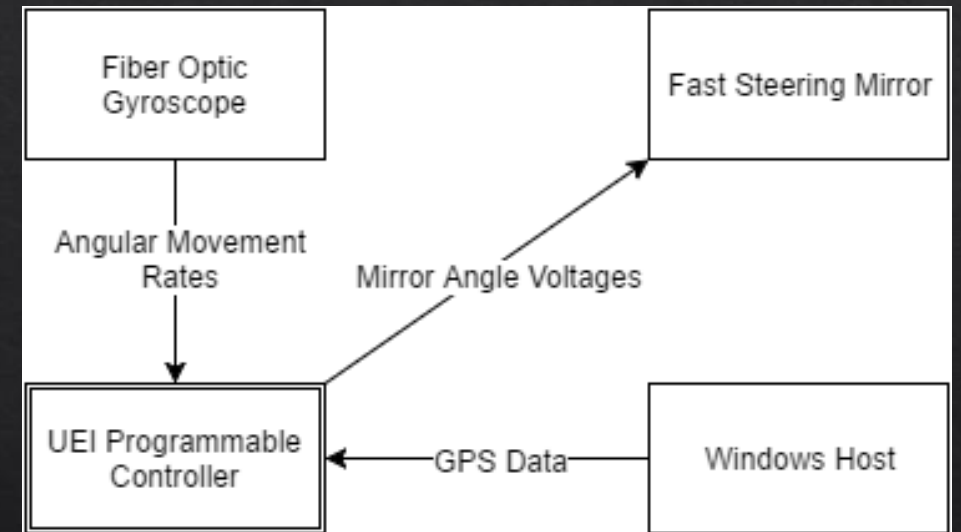 Fiber Optic
Gyroscope
Fast Steering Mirror
Angular Movement
Rates
Mirror Angle Voltages
UEI Programmable
Controller
GPS Data
Windows Host